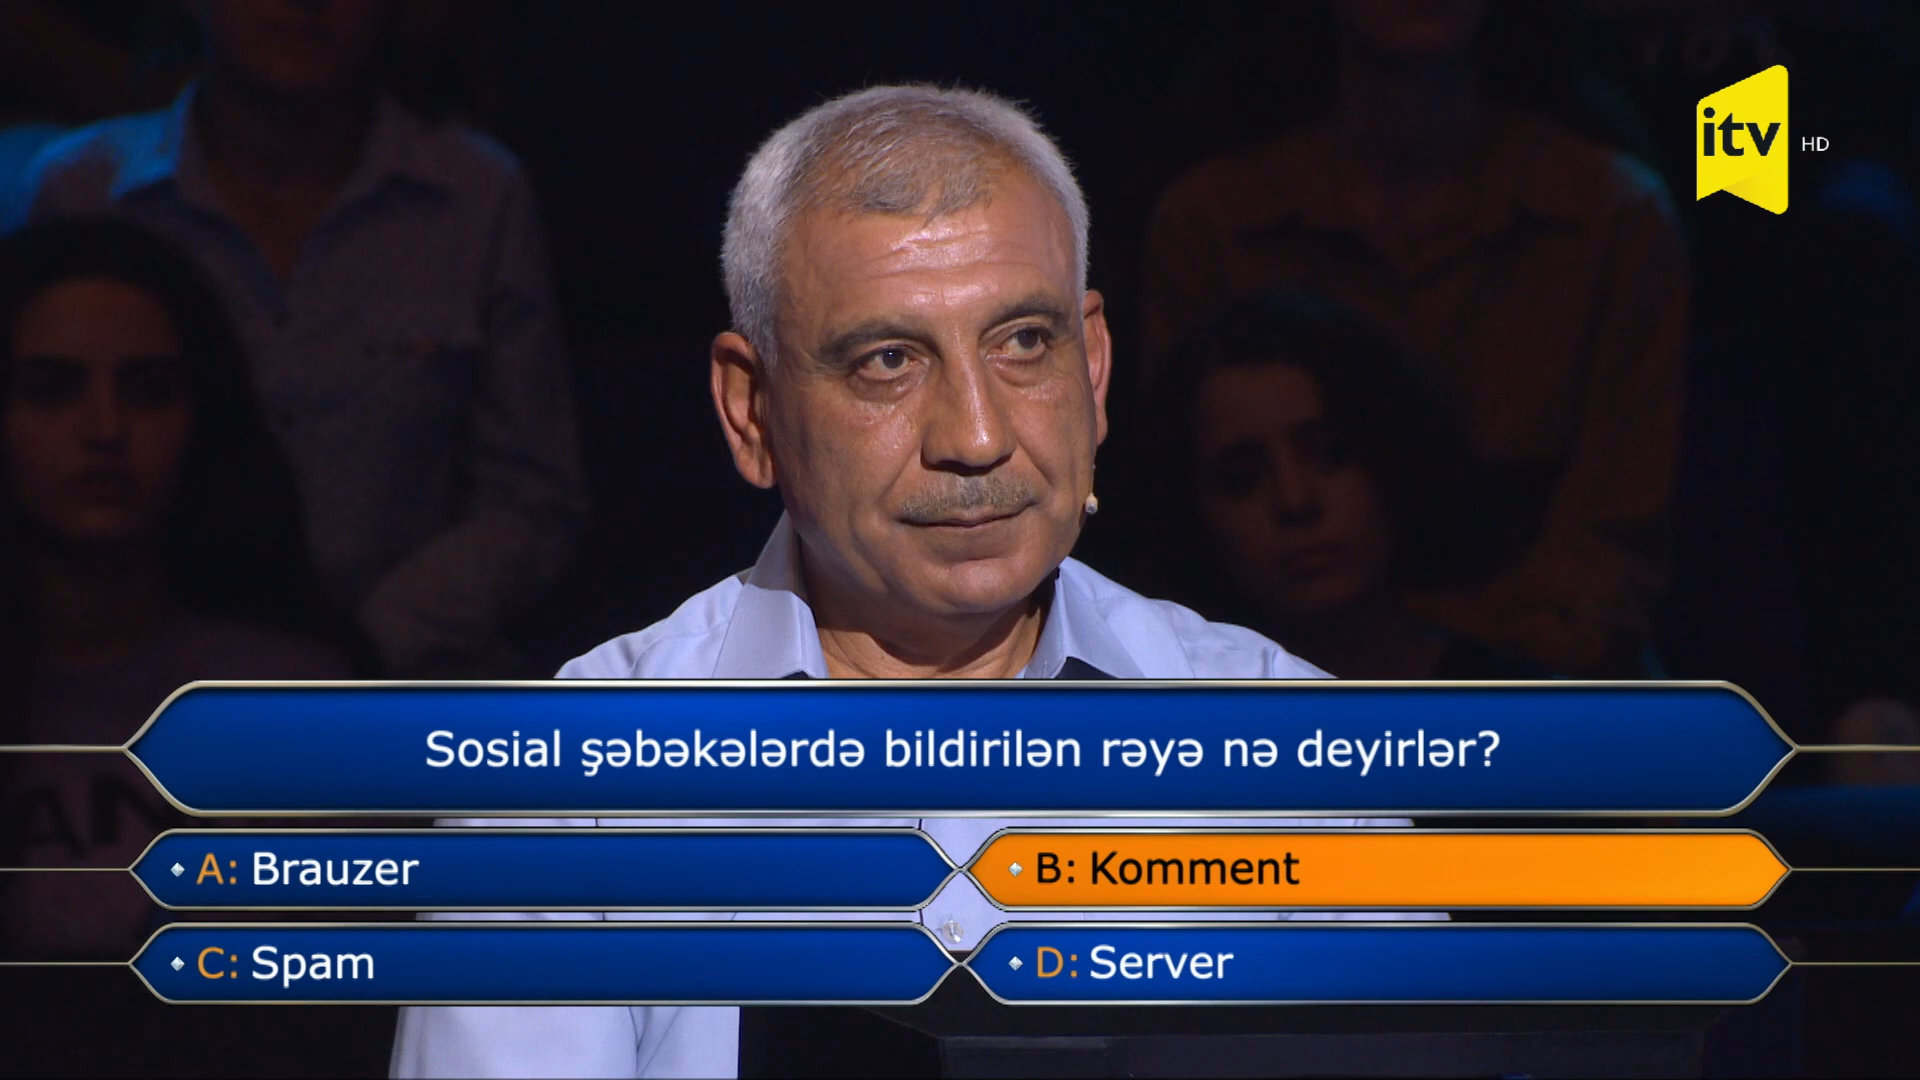 itv HD
Sosial şəbəkələrdə bildirilən rəyə nə deyirlər?
A: Brauzer
B: Komment
C: Spam
D: Server